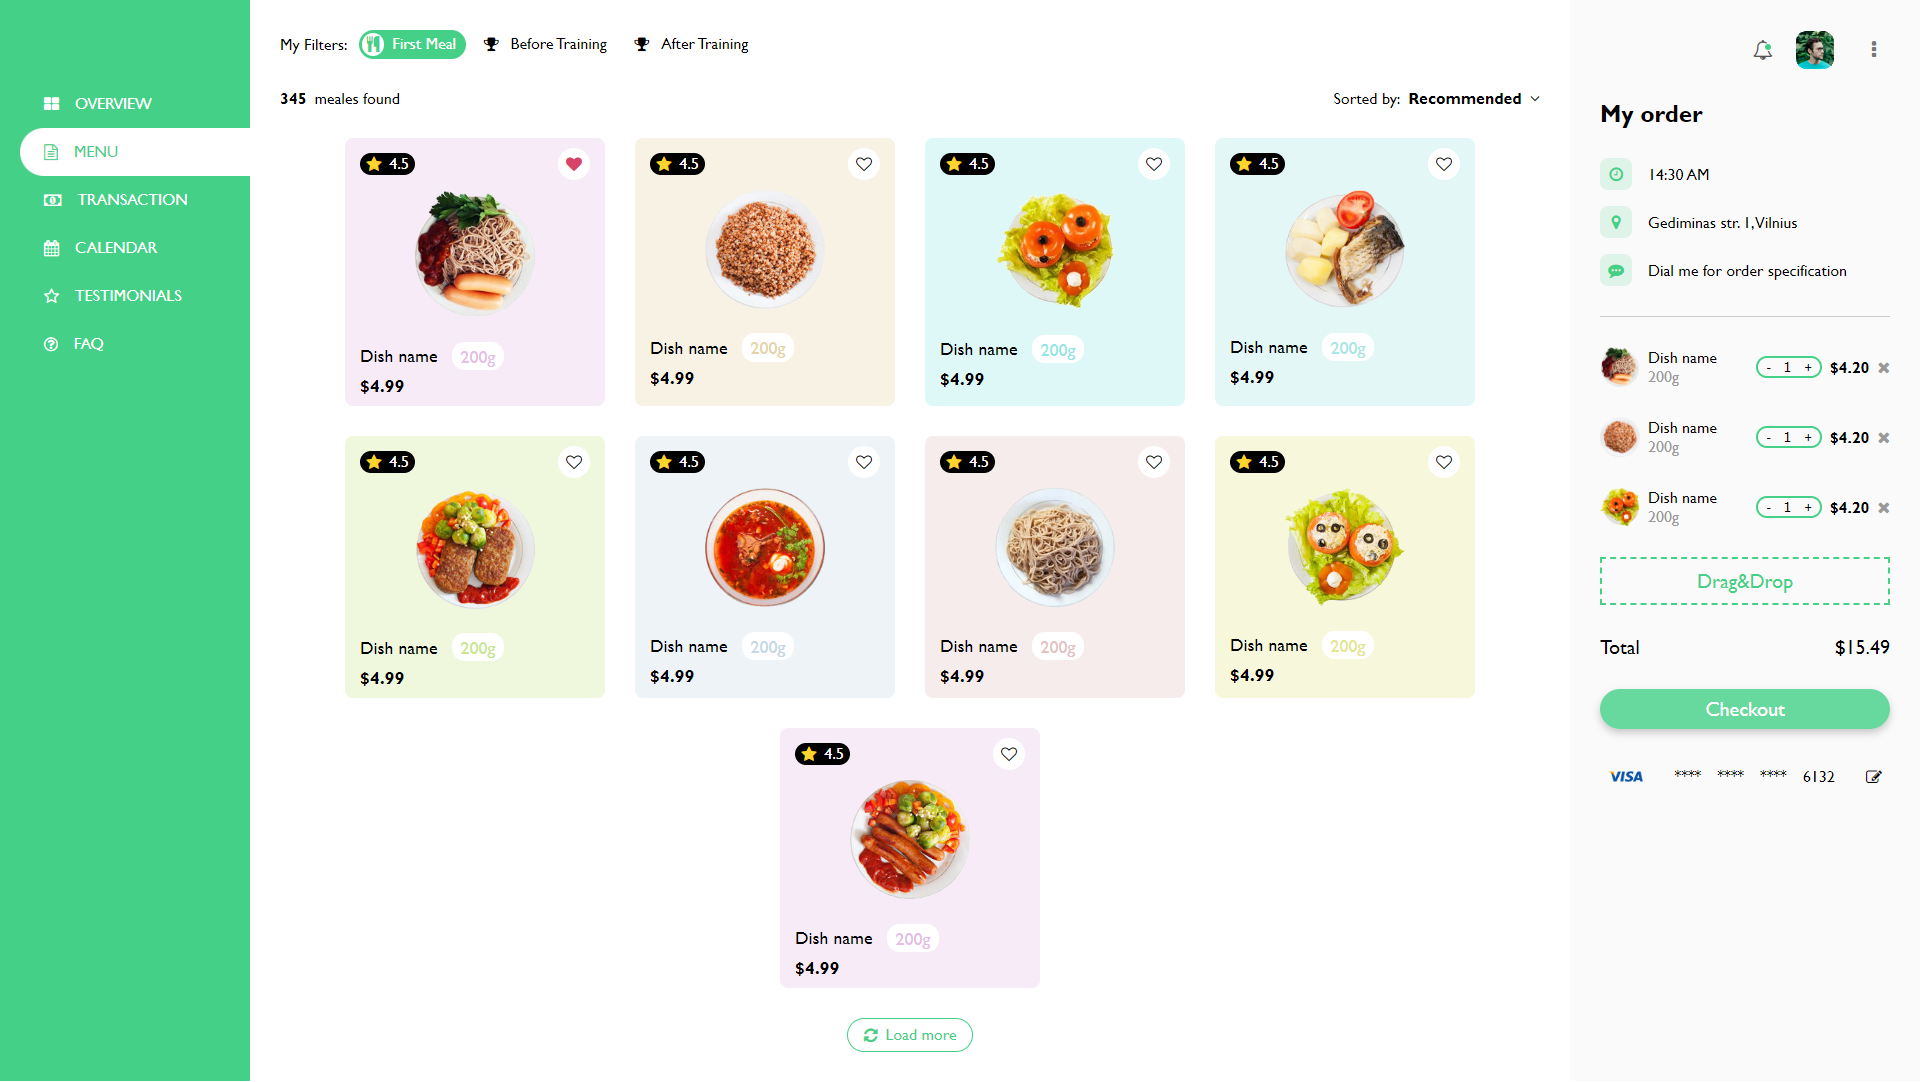 OVERVIEW
MENU
TRANSACTION
CALENDAR
TESTIMONIALS
FAQ
My Filters: First Meal Before Training After Training
345 meales found
Sorted by: Recommended
4.5
Dish name 200g
$4.99
4.5
Dish name 200g
$4.99
4.5
Dish name 200g
$4.99
4.5
Dish name 200g
$4.99
4.5
Dish name 200g
$4.99
4.5
Dish name 200g
$4.99
4.5
Dish name 200g
$4.99
4.5
Dish name 200g
$4.99
4.5
Dish name 200g
$4.99
Load more
My order
14:30 AM
Gediminas str. 1,Vilnius
Dial me for order specification
Dish name
200g
- 1 + $4.20
Dish name
200g
- 1 + $4.20
Dish name
200g
- 1 + $4.20
Drag&Drop
Total $15.49
Checkout
VISA **** **** **** 6132